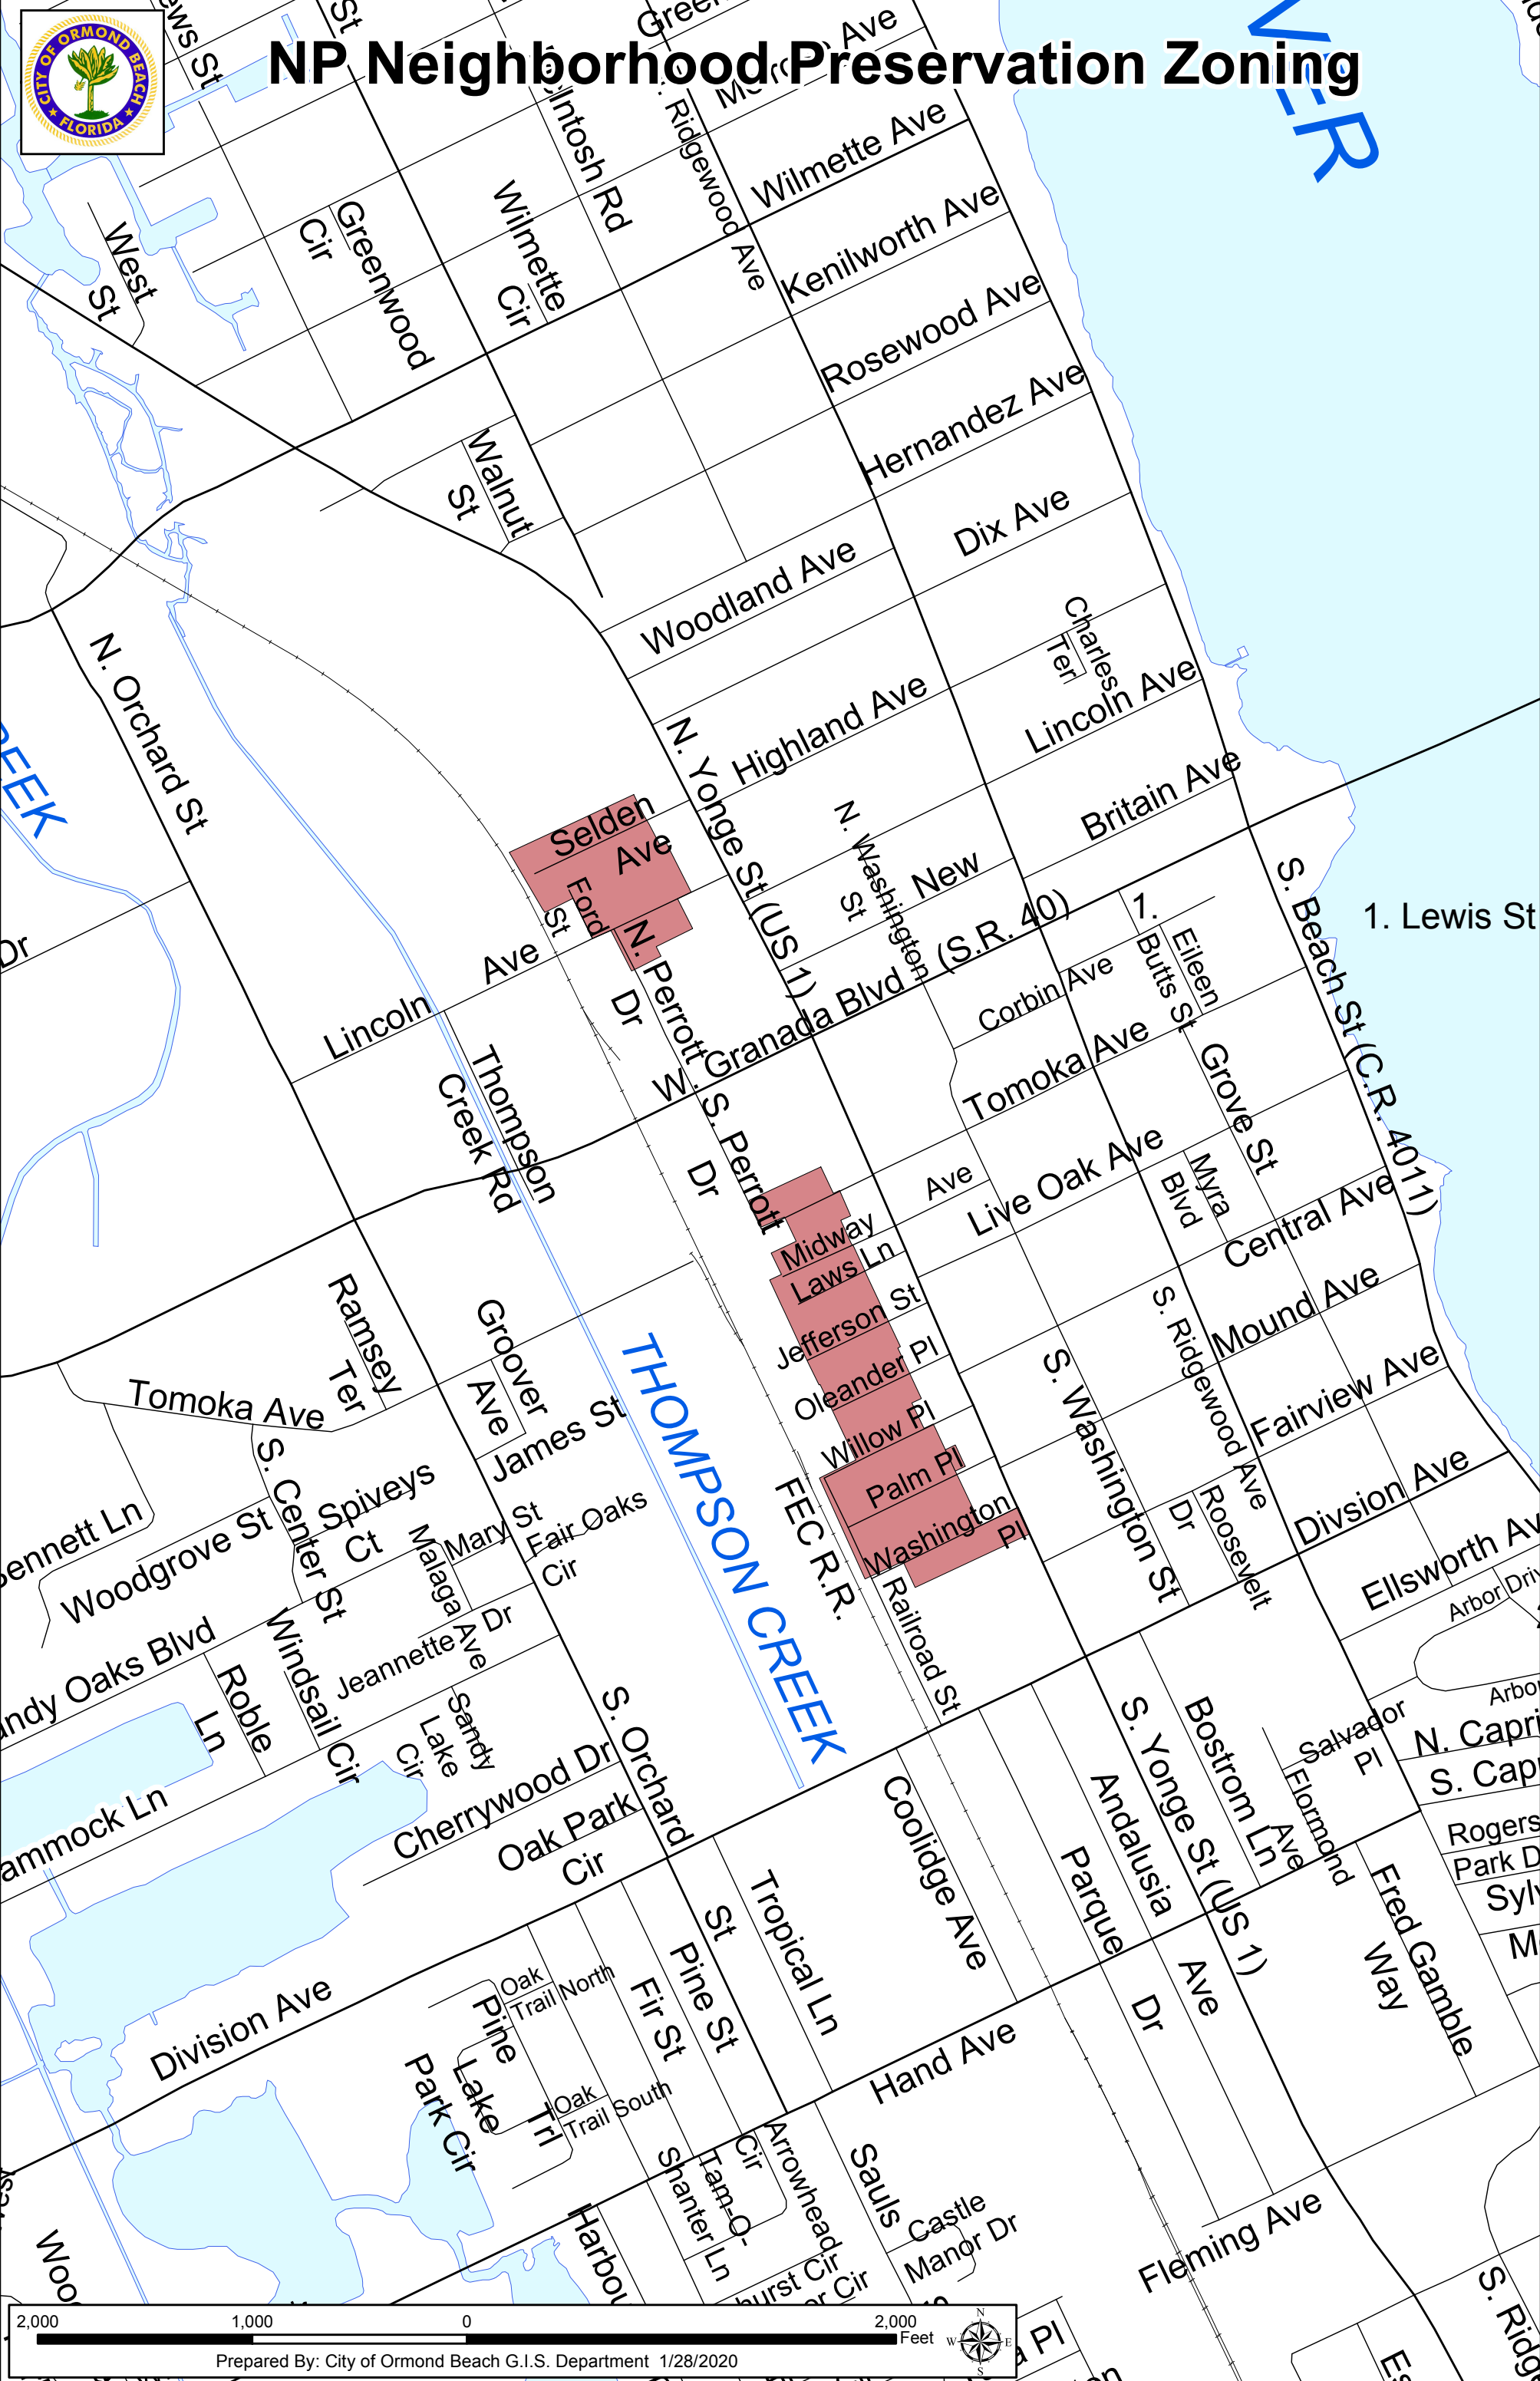 NP Neighborhood Preservation Zoning
CITY OF ORMOND BEACH
FLORIDA
Ave
St
N. Ridgewood Ave
Wilmette Ave
Kenilworth Ave
Rosewood Ave
Hernandez Ave
Dix Ave
West
St
Greenwood
Cir
Wilmette
Cir
Walnut
St
Woodland Ave
Charles
Ter
Highland Ave
Lincoln Ave
Britain Ave
New
N. Orchard St
N. Yonge St (US 1)
N. Washington
St
Selden
Ave
Ford
St
N. Perrott
Dr
Lincoln
Ave
W. Granada Blvd (S.R. 40)
1.
1. Lewis St
S. Beach St (C.R. 4011)
Corbin Ave
Butts St
Eileen
Tomoka Ave
Grove St
Thompson
Creek Rd
S. Perrott
Dr
Midway
Ave
Laws Ln
Jefferson St
Oleander Pl
Willow Pl
Palm Pl
Washington
Pl
Live Oak Ave
Myra
Blvd
Central Ave
Mound Ave
Fairview Ave
Divsion Ave
Ellsworth
S. Ridgewood Ave
S. Washington St
Roosevelt
Dr
Ramsey
Ter
Groover
Ave
Tomoka Ave
James St
THOMPSON CREEK
FEC R.R.
Railroad St
S. Center St
Spiveys
Ct
Woodgrove St
Mary St
Malaga Ave
Fair Oaks
Cir
Jeannette Dr
Windsail Cir
Roble
Ln
Sandy
Lake
Cir
Cherrywood Dr
Oak Park
Cir
S. Orchard
St
Tropical Ln
Coolidge Ave
Parque
Dr
Andalusia
Ave
S. Yonge St (US 1)
Bostrom Ln
Flormond
Ave
Salvador
Pl
Fred Gamble
Way
Rogers
Division Ave
Oak
Trail North
Pine
Trl
Lake
Park Cir
Oak
Trail South
Fir St
Pine St
Hand Ave
Tam-O-
Shanter Ln
Arrowhead
Cir
Sauls
Castle
Manor Dr
Fleming Ave
2,000 1,000 0 2,000
Feet
N
W E
S
Prepared By: City of Ormond Beach G.I.S. Department 1/28/2020